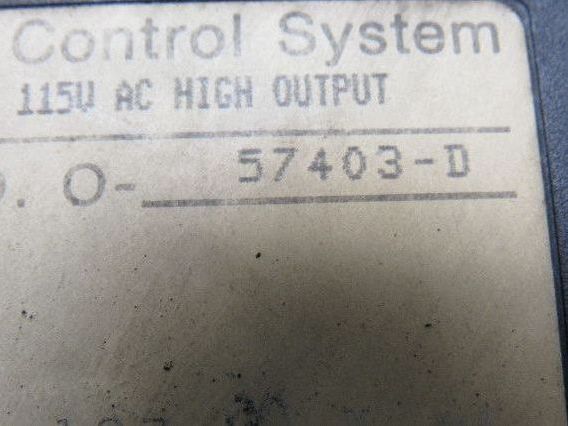 Control System
115V AC HIGH OUTPUT
O- 57403-D